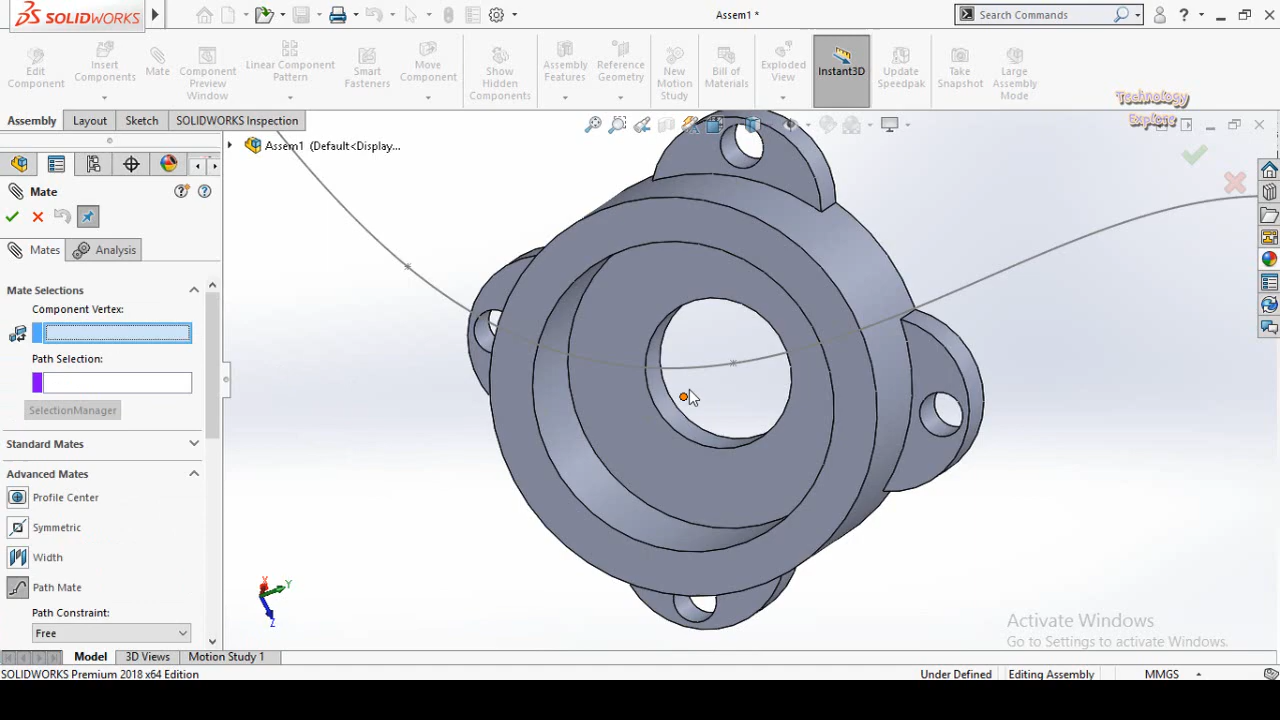 SOLIDWORKS
Assem1 *
Search Commands
Edit Component
Insert Components
Mate
Component Preview Window
Linear Component Pattern
Smart Fasteners
Move Component
Show Hidden Components
Assembly Features
Reference Geometry
New Motion Study
Bill of Materials
Exploded View
Instant3D
Update Speedpak
Take Snapshot
Large Assembly Mode
Technology Explore
Assembly
Layout
Sketch
SOLIDWORKS Inspection
Assem1 (Default<Display...
Mate
Mates
Analysis
Mate Selections
Component Vertex:
Path Selection:
SelectionManager
Standard Mates
Advanced Mates
Profile Center
Symmetric
Width
Path Mate
Path Constraint:
Free
X
Y
Z
Activate Windows
Go to Settings to activate Windows.
Model
3D Views
Motion Study 1
SOLIDWORKS Premium 2018 x64 Edition
Under Defined
Editing Assembly
MMGS